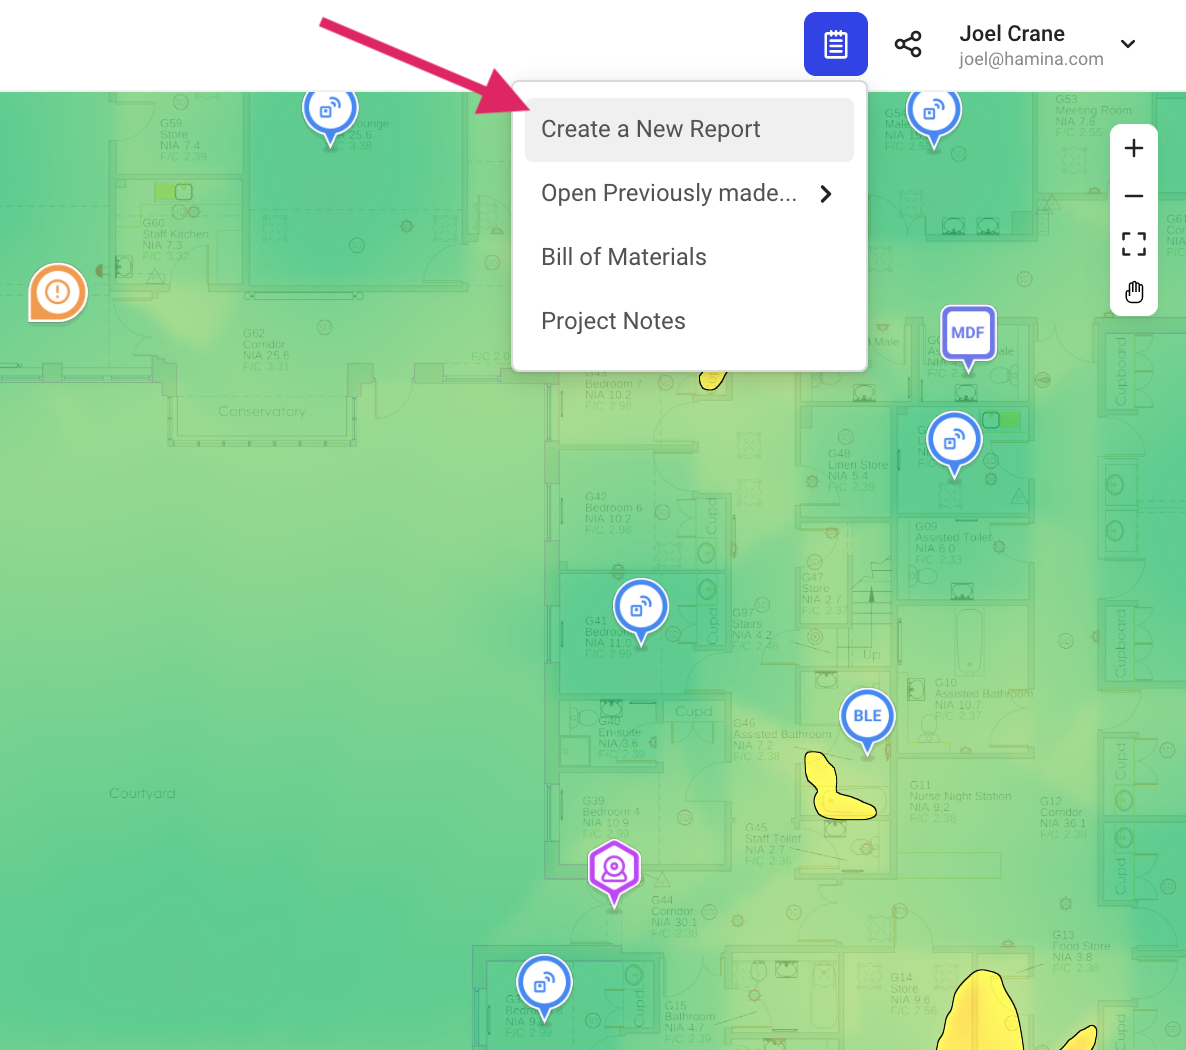 Joel Crane
joel@hamina.com
Create a New Report
Open Previously made...
Bill of Materials
Project Notes
G59
Store
NIA 7.4
F/C 2.39
G53
Meeting Room
NIA 7.8
F/C 2.55
G60
Staff Kitchen
NIA 7.3
F/C 3.32
G62
Corridor
NIA 25.6
F/C 3.31
MDF
Conservatory
G43
Bedroom 7
NIA 10.2
F/C 2.98
Cupboard
G48
Linen Store
NIA 5.4
F/C 2.39
G42
Bedroom 6
NIA 10.2
F/C 2.98
Cupd
G09
Assisted Toilet
NIA 6.0
F/C 2.33
G47
Store
NIA 2.7
G41
NIA 11.0
F/C 2.99
Cupd
G97
Stairs
NIA 4.2
F/C 2.46
Up
Cupboard
G10
Assisted Bathroom
NIA 10.7
F/C 2.37
G40
En-suite
NIA 3.6
F/C 2.39
Cupd
G46
Assisted Bathroom
NIA 7.2
F/C 2.38
BLE
Cupd
Courtyard
G39
Bedroom 4
NIA 10.9
F/C 2.99
G11
Nurse Night Station
NIA 9.2
F/C 2.38
G12
Corridor
NIA 36.1
F/C 2.38
G45
Staff Toilet
NIA 2.7
F/C 2.36
Cupd
G44
Corridor
NIA 30.1
F/C 2.38
G13
Food Store
NIA 3.8
F/C 2.38
G14
Store
NIA 9.6
F/C 2.56
Cupd
G15
Bathroom
NIA 4.7
F/C 2.39
Cupd